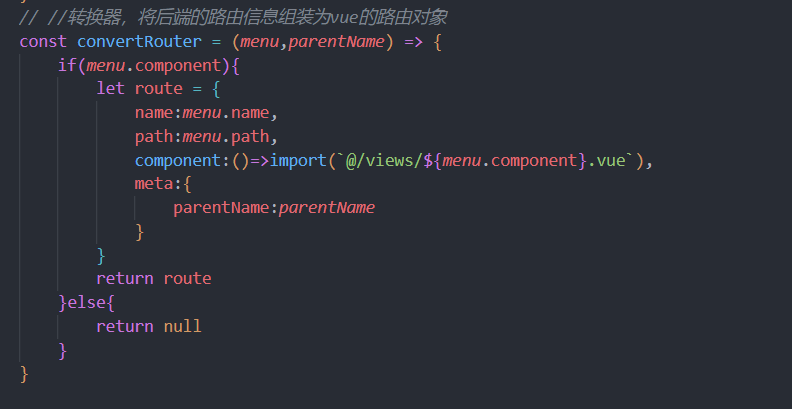 // //转换器，将后端的路由信息组装为vue的路由对象
const convertRouter = (menu,parentName) => {
    if(menu.component){
        let route = {
            name:menu.name,
            path:menu.path,
            component:()=>import(`@/views/${menu.component}.vue`),
            meta:{
                parentName:parentName
            }
        }
        return route
    }else{
        return null
    }
}